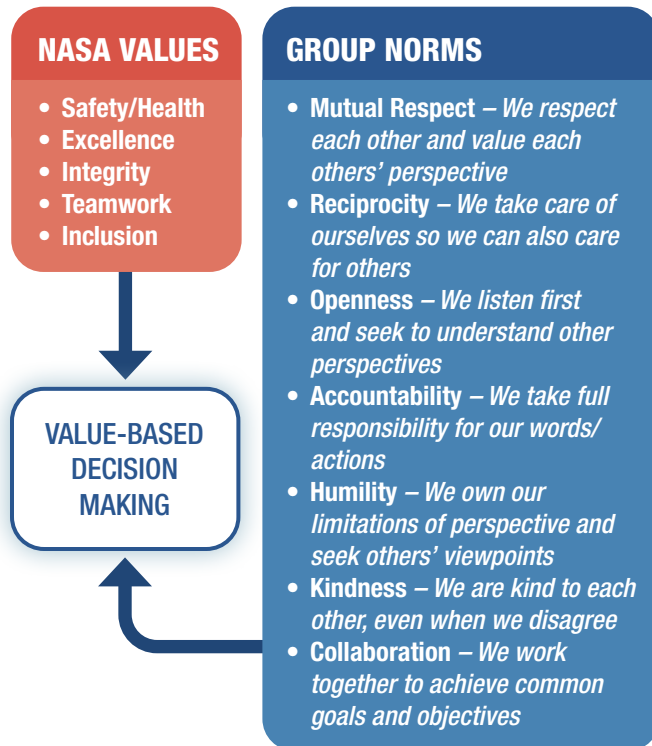 NASA VALUES
• Safety/Health
• Excellence
• Integrity
• Teamwork
• Inclusion
VALUE-BASED
DECISION
MAKING
GROUP NORMS
• Mutual Respect – We respect
each other and value each
others’ perspective
• Reciprocity – We take care of
ourselves so we can also care
for others
• Openness – We listen first
and seek to understand other
perspectives
• Accountability – We take full
responsibility for our words/
actions
• Humility – We own our
limitations of perspective and
seek others’ viewpoints
• Kindness – We are kind to each
other, even when we disagree
• Collaboration – We work
together to achieve common
goals and objectives